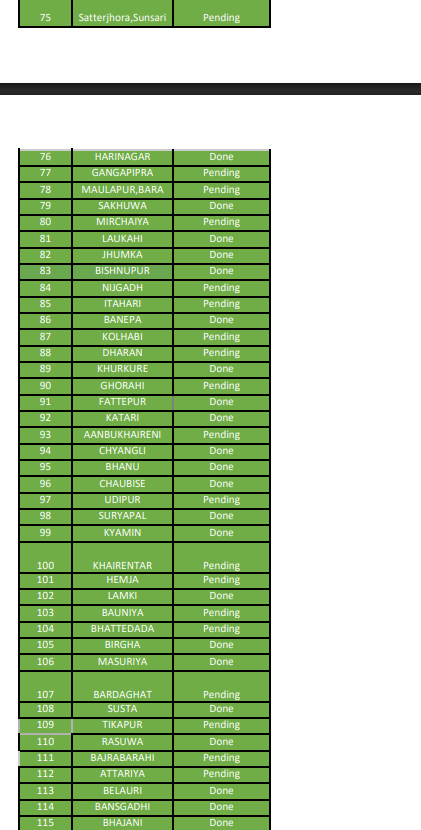 75 Satterjhora,Sunsari Pending
76 HARINAGAR Done
77 GANGAPIPRA Pending
78 MAULAPUR,BARA Pending
79 SAKHUWA Done
80 MIRCHAIYA Pending
81 LAUKAHI Done
82 JHUMKA Done
83 BISHNUPUR Done
84 NIJGADH Pending
85 ITAHARI Pending
86 BANEPA Done
87 KOLHABI Pending
88 DHARAN Pending
89 KHURKURE Done
90 GHORAHI Pending
91 FATTEPUR Done
92 KATARI Done
93 AANBUKHAIRENI Pending
94 CHYANGLI Done
95 BHANU Done
96 CHAUBISE Done
97 UDIPUR Pending
98 SURYAPAL Done
99 KYAMIN Done
100 KHAIRENTAR Pending
101 HEMJA Pending
102 LAMKI Done
103 BAUNIYA Pending
104 BHATTEDADA Pending
105 BIRGHA Done
106 MASURIYA Done
107 BARDAGHAT Pending
108 SUSTA Done
109 TIKAPUR Pending
110 RASUWA Done
111 BAJRABARAHI Pending
112 ATTARIYA Pending
113 BELAURI Done
114 BANSGADHI Done
115 BHAJANI Done